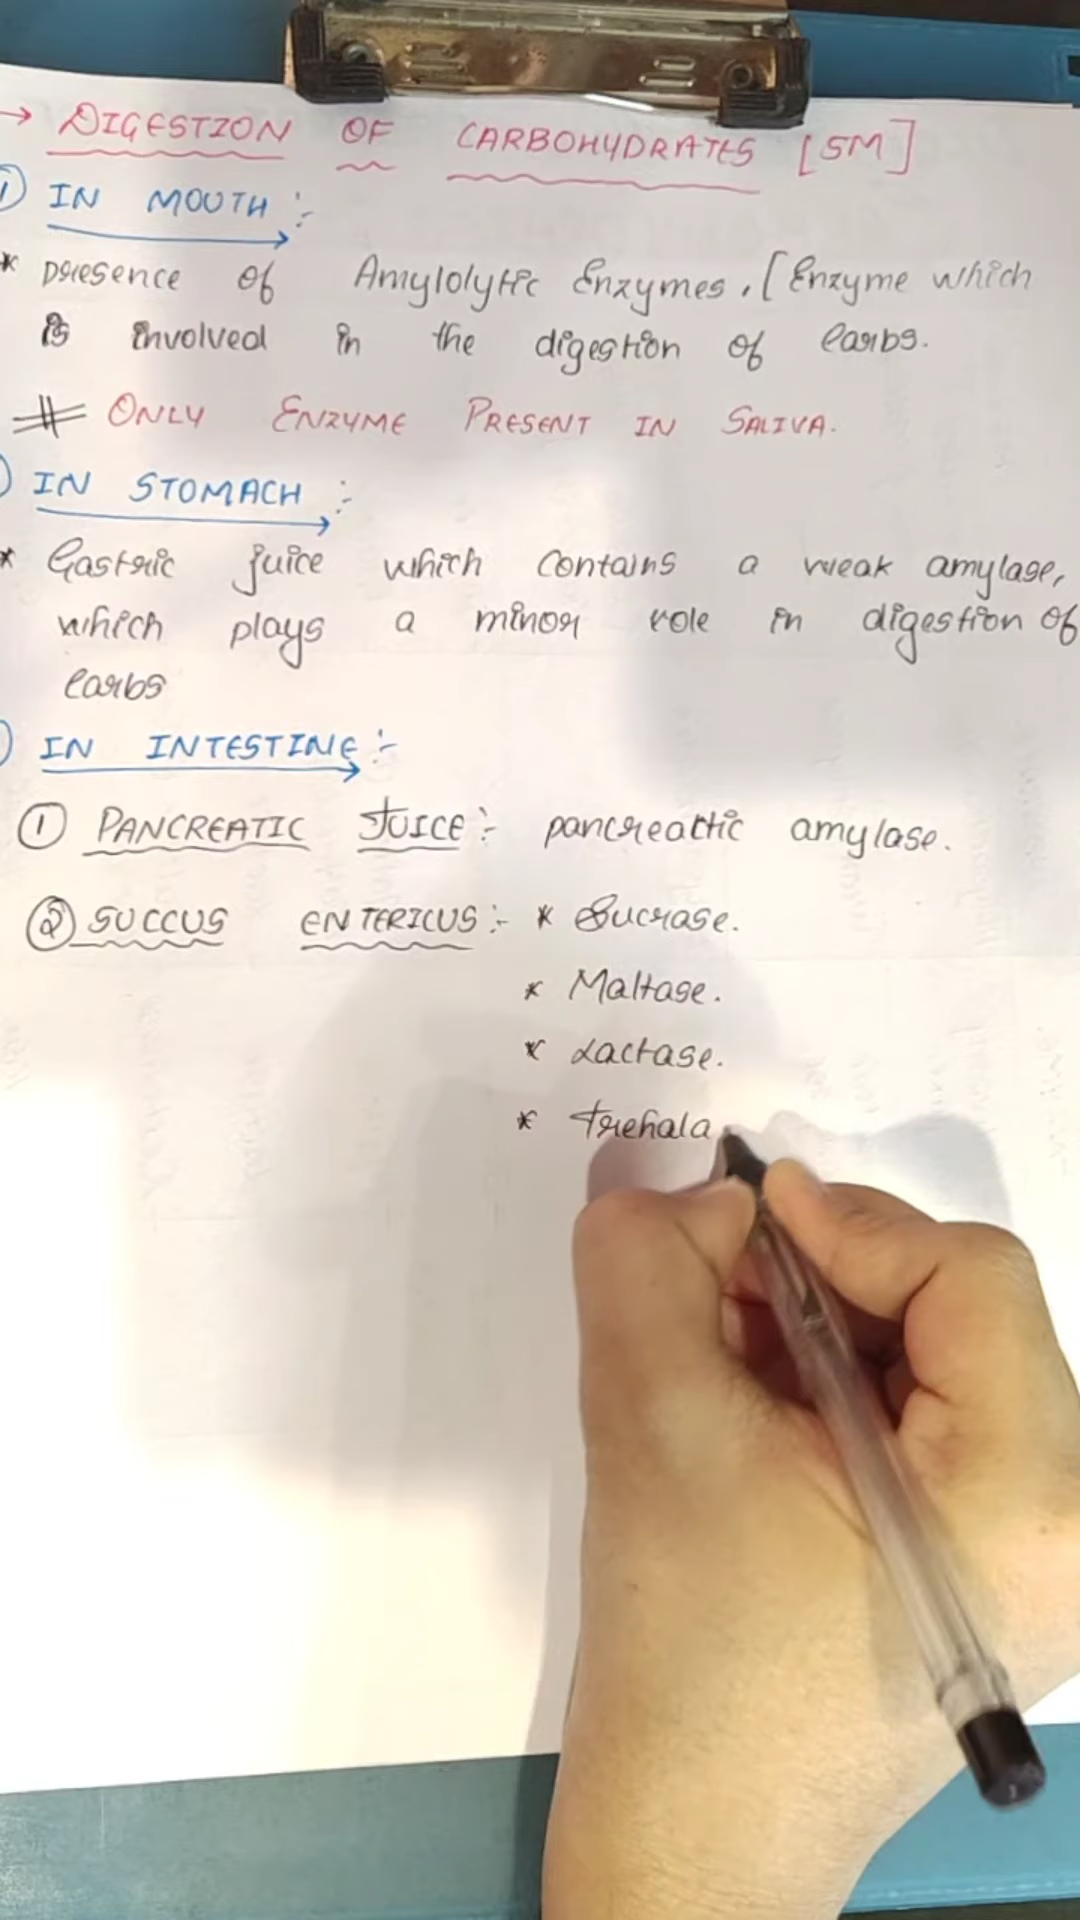 → DIGESTION OF CARBOHYDRATES [5M]
① IN MOUTH :-
* presence of Amylolytic Enzymes. [Enzyme which
is involved in the digestion of Carbs.
# ONLY ENZYME PRESENT IN SALIVA.
IN STOMACH :-
* Gastric juice which contains a weak amylase,
which plays a minor role in digestion of
Carbs
IN INTESTINE :-
① PANCREATIC JUICE :- pancreactic amylase.
② SUCCUS ENTERICUS :- * Sucrase.
* Maltase.
* Lactase.
* Trehala